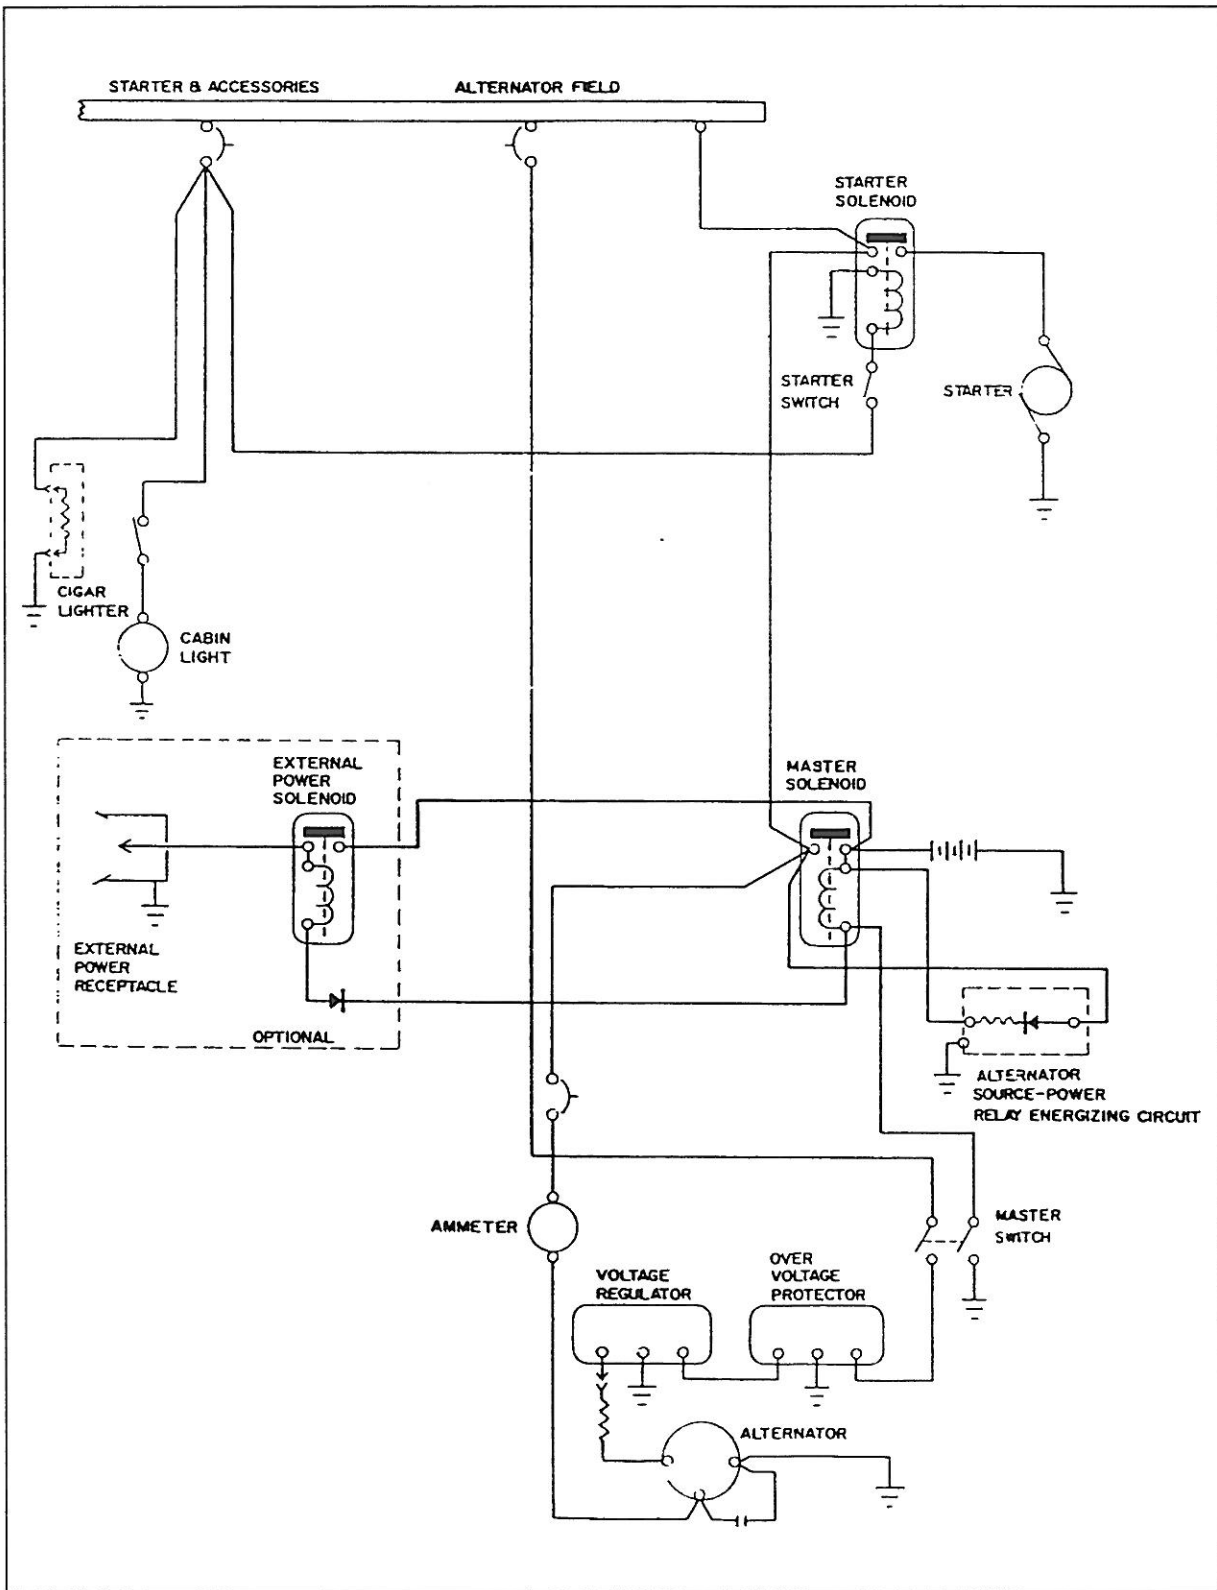 STARTER & ACCESSORIES
ALTERNATOR FIELD
STARTER
SOLENOID
STARTER
SWITCH
STARTER
CIGAR
LIGHTER
CABIN
LIGHT
EXTERNAL
POWER
SOLENOID
MASTER
SOLENOID
EXTERNAL
POWER
RECEPTACLE
OPTIONAL
ALTERNATOR
SOURCE-POWER
RELAY ENERGIZING CIRCUIT
AMMETER
MASTER
SWITCH
VOLTAGE
REGULATOR
OVER
VOLTAGE
PROTECTOR
ALTERNATOR